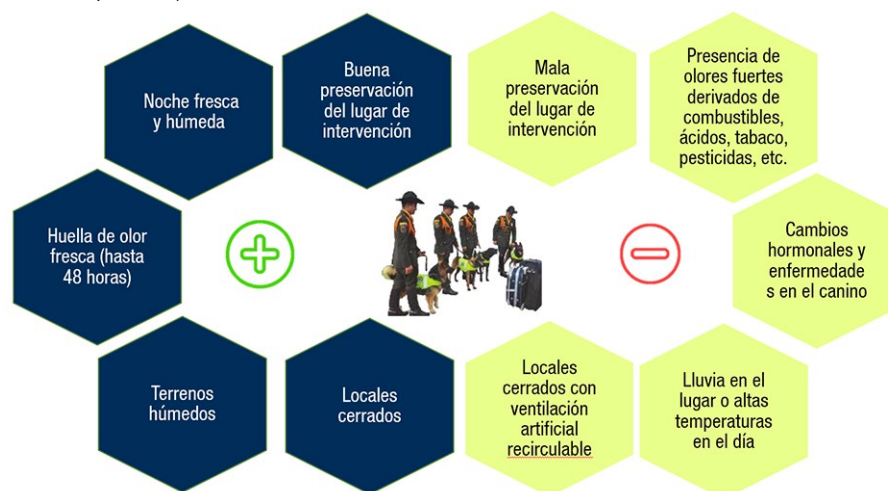 Noche fresca
y húmeda
Buena
preservación
del lugar de
intervención
Mala
preservación
del lugar de
intervención
Presencia de
olores fuertes
derivados de
combustibles,
ácidos, tabaco,
pesticidas, etc.
Huella de olor
fresca (hasta
48 horas)
Cambios
hormonales y
enfermedade
s en el canino
Terrenos
húmedos
Locales
cerrados
Locales
cerrados con
ventilación
artificial
recirculable
Lluvia en el
lugar o altas
temperaturas
en el día